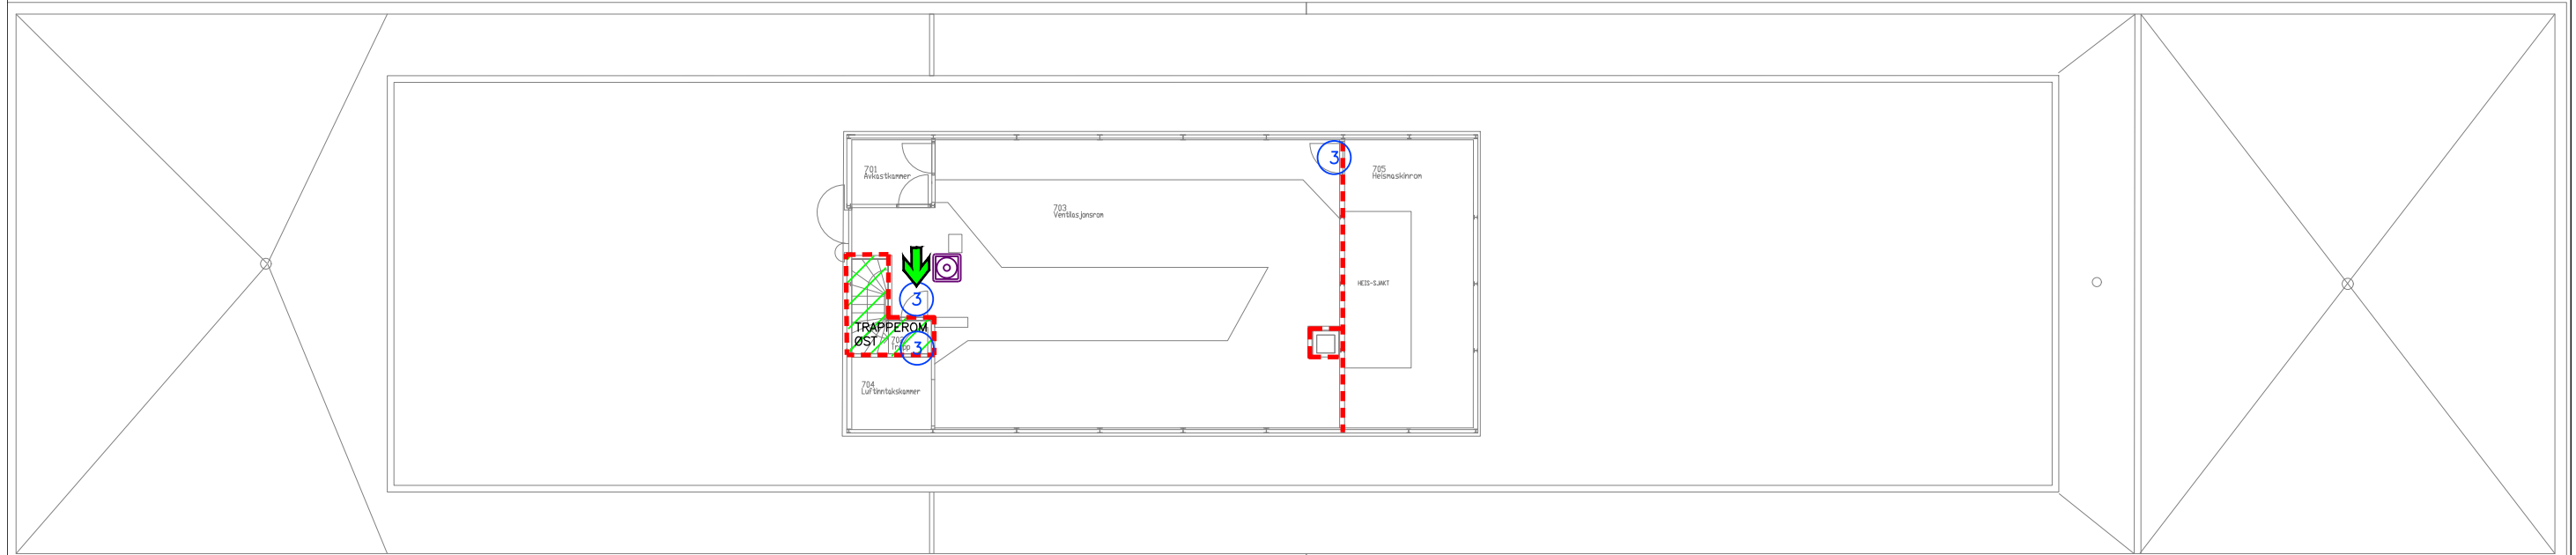 3
701
Avkastkammer
705
Heismaskinrom
703
Ventilasjonsrom
HEIS-SJAKT
3
TRAPPEROM
ØST
3
704
Luftinntakskammer